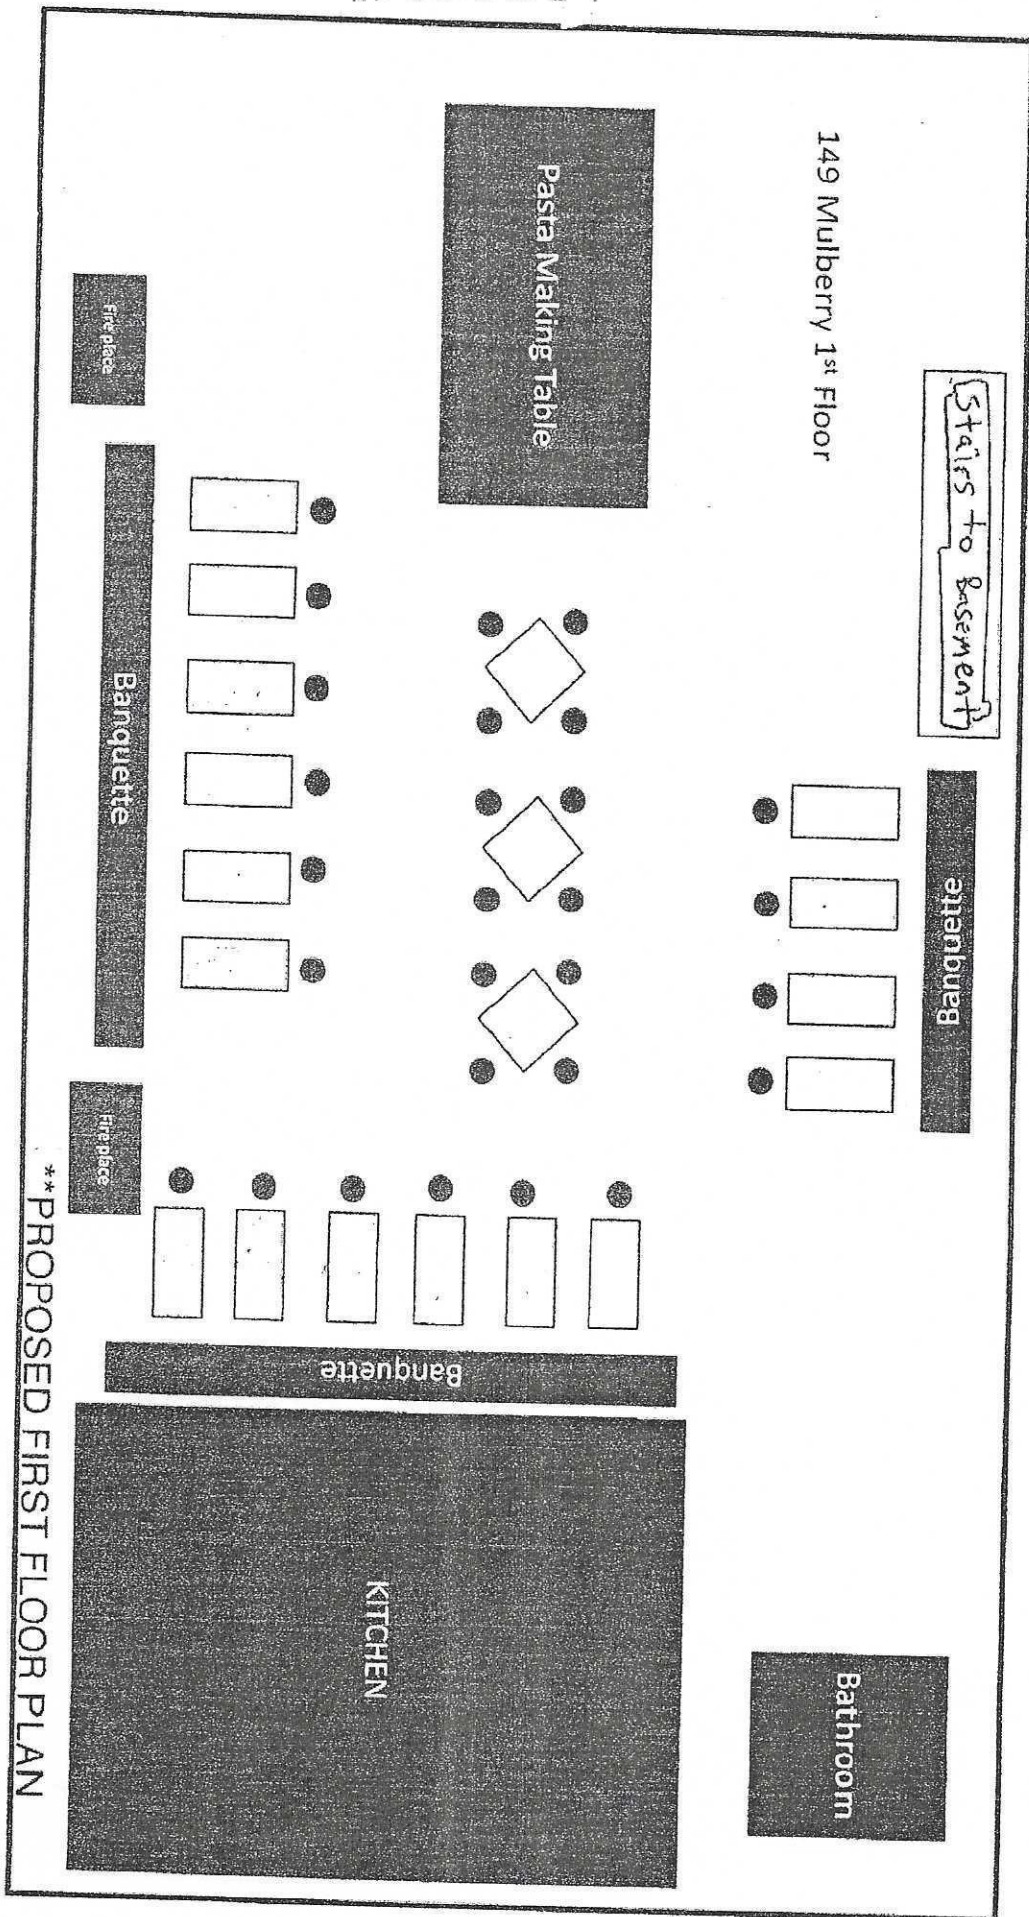 149 Mulberry 1st Floor
Stairs to Basement
Pasta Making Table
Fire place
Banquette
Banquette
Fire place
Banquette
KITCHEN
Bathroom
**PROPOSED FIRST FLOOR PLAN